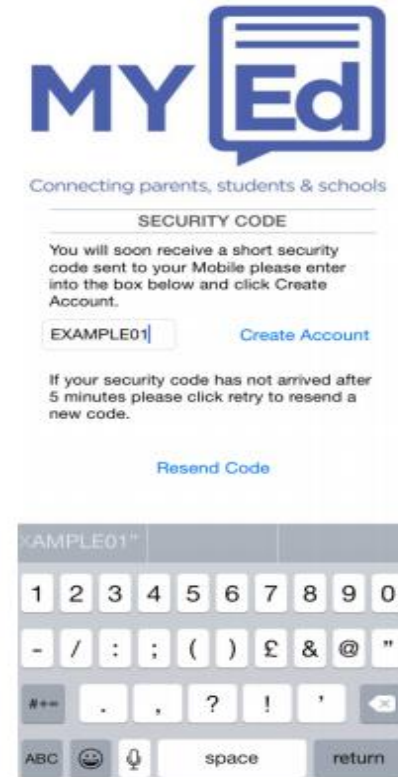 MY Ed
Connecting parents, students & schools
SECURITY CODE
You will soon receive a short security
code sent to your Mobile please enter
into the box below and click Create
Account.
EXAMPLE01 Create Account
If your security code has not arrived after
5 minutes please click retry to resend a
new code.
Resend Code
XAMPLE01"
1 2 3 4 5 6 7 8 9 0
- / : ; ( ) £ & @ "
#+= . , ? ! '
ABC space return